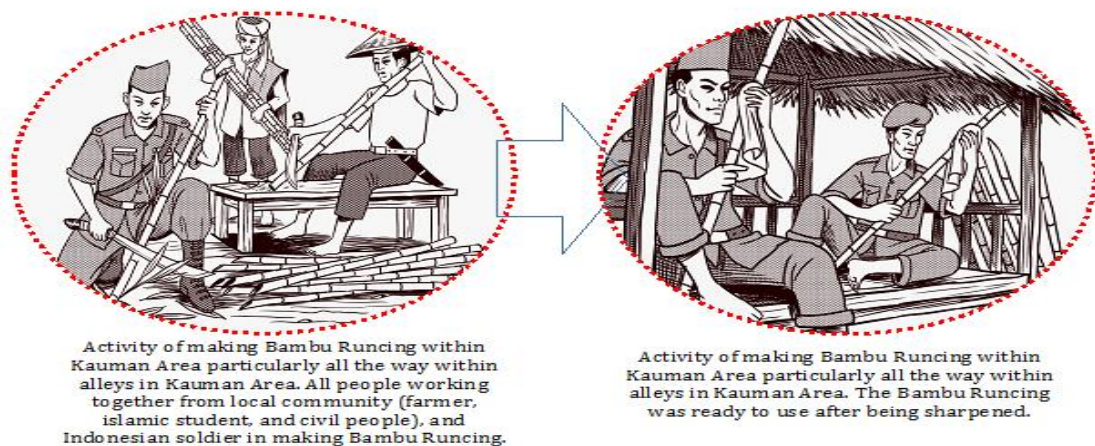 Activity of making Bambu Runcing within
Kauman Area particularly all the way within
alleys in Kauman Area. All people working
together from local community (farmer,
islamic student, and civil people), and
Indonesian soldier in making Bambu Runcing.
Activity of making Bambu Runcing within
Kauman Area particularly all the way within
alleys in Kauman Area. The Bambu Runcing
was ready to use after being sharpened.